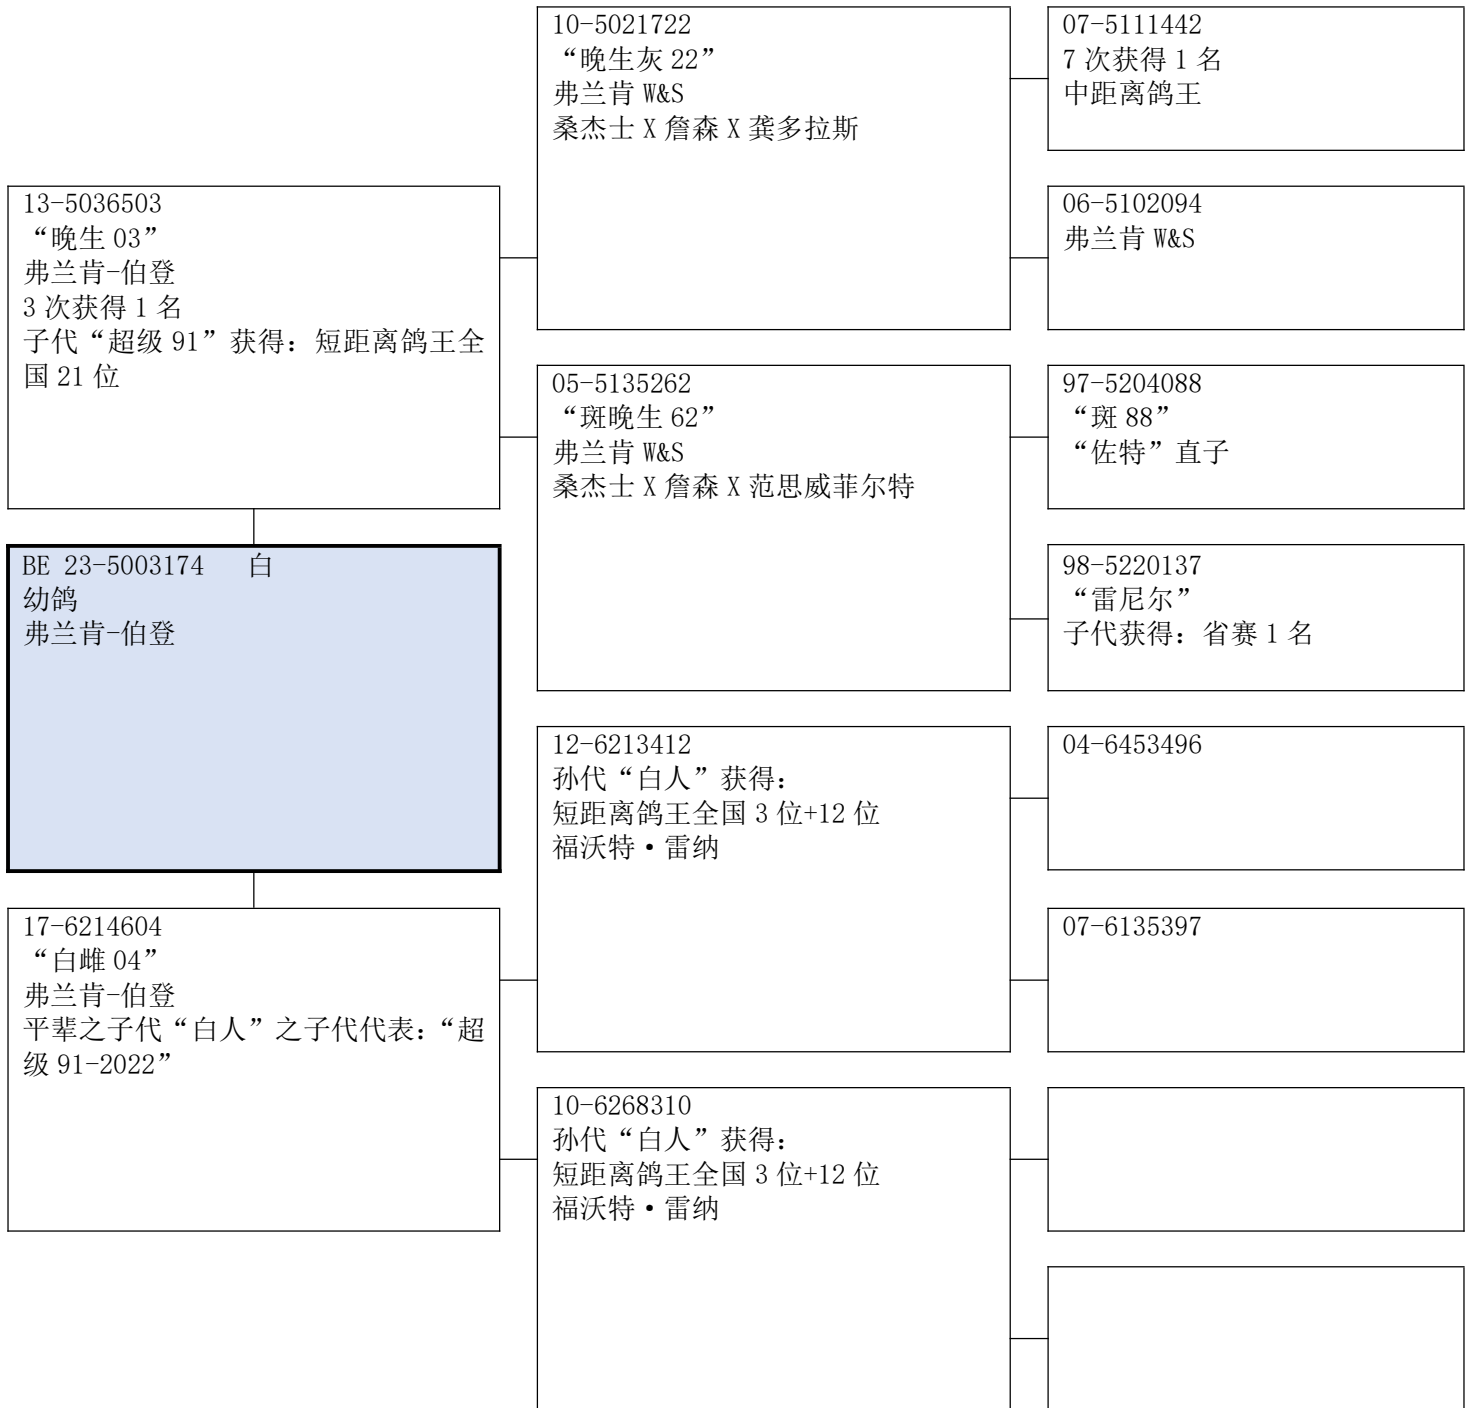 10-5021722
“晚生灰 22”
弗兰肯 W&S
桑杰士 X 詹森 X 龚多拉斯
07-5111442
7 次获得 1 名
中距离鸽王
06-5102094
弗兰肯 W&S
13-5036503
“晚生 03”
弗兰肯-伯登
3 次获得 1 名
子代“超级 91”获得：短距离鸽王全
国 21 位
05-5135262
“斑晚生 62”
弗兰肯 W&S
桑杰士 X 詹森 X 范思威菲尔特
97-5204088
“斑 88”
“佐特”直子
98-5220137
“雷尼尔”
子代获得：省赛 1 名
BE 23-5003174 白
幼鸽
弗兰肯-伯登
12-6213412
孙代“白人”获得：
短距离鸽王全国 3 位+12 位
福沃特·雷纳
04-6453496
07-6135397
17-6214604
“白雌 04”
弗兰肯-伯登
平辈之子代“白人”之子代代表：“超
级 91-2022”
10-6268310
孙代“白人”获得：
短距离鸽王全国 3 位+12 位
福沃特·雷纳